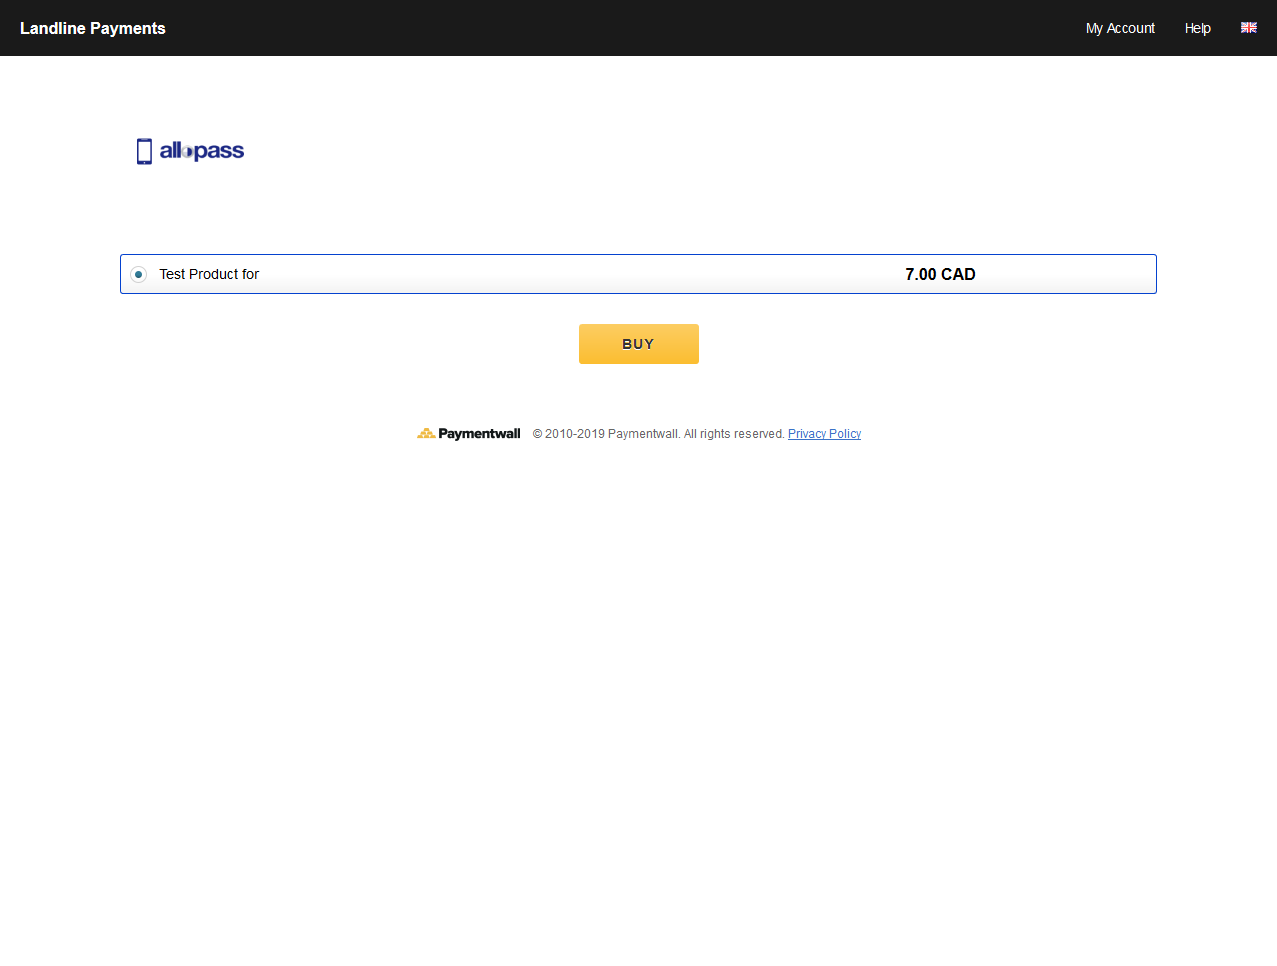 Landline Payments
My Account
Help
allopass
Test Product for
7.00 CAD
BUY
Paymentwall
© 2010-2019 Paymentwall. All rights reserved. Privacy Policy